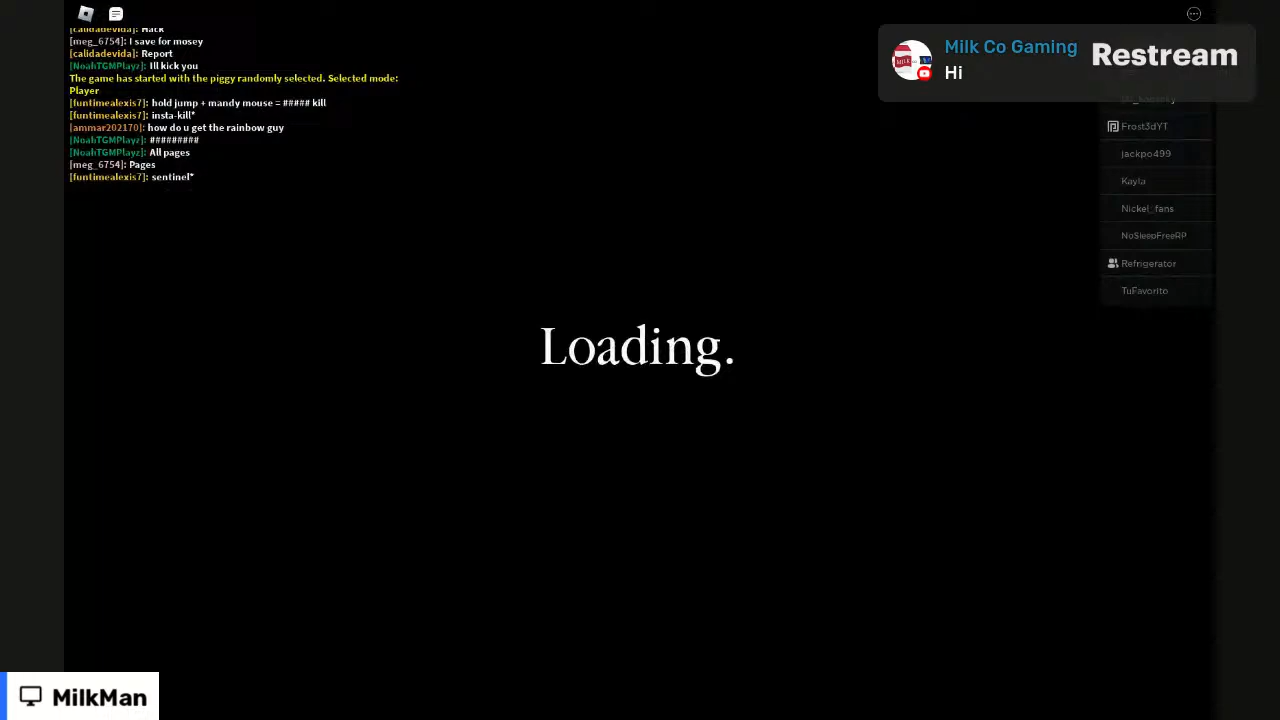 [calidadevida]: Hack
[meg_6754]: I save for mosey
[calidadevida]: Report
[NoahTGMPlayz]: Ill kick you
The game has started with the piggy randomly selected. Selected mode:
Player
[funtimealexis7]: hold jump + mandy mouse = ##### kill
[funtimealexis7]: insta-kill*
[ammar202170]: how do u get the rainbow guy
[NoahTGMPlayz]: #########
[NoahTGMPlayz]: All pages
[meg_6754]: Pages
[funtimealexis7]: sentinel*
Milk Co Gaming
Hi
Restream
Frost3dYT
jackpo499
Kayla
Nickel_fans
NoSleepFreeRP
Refrigerator
TuFavorito
Loading.
MilkMan